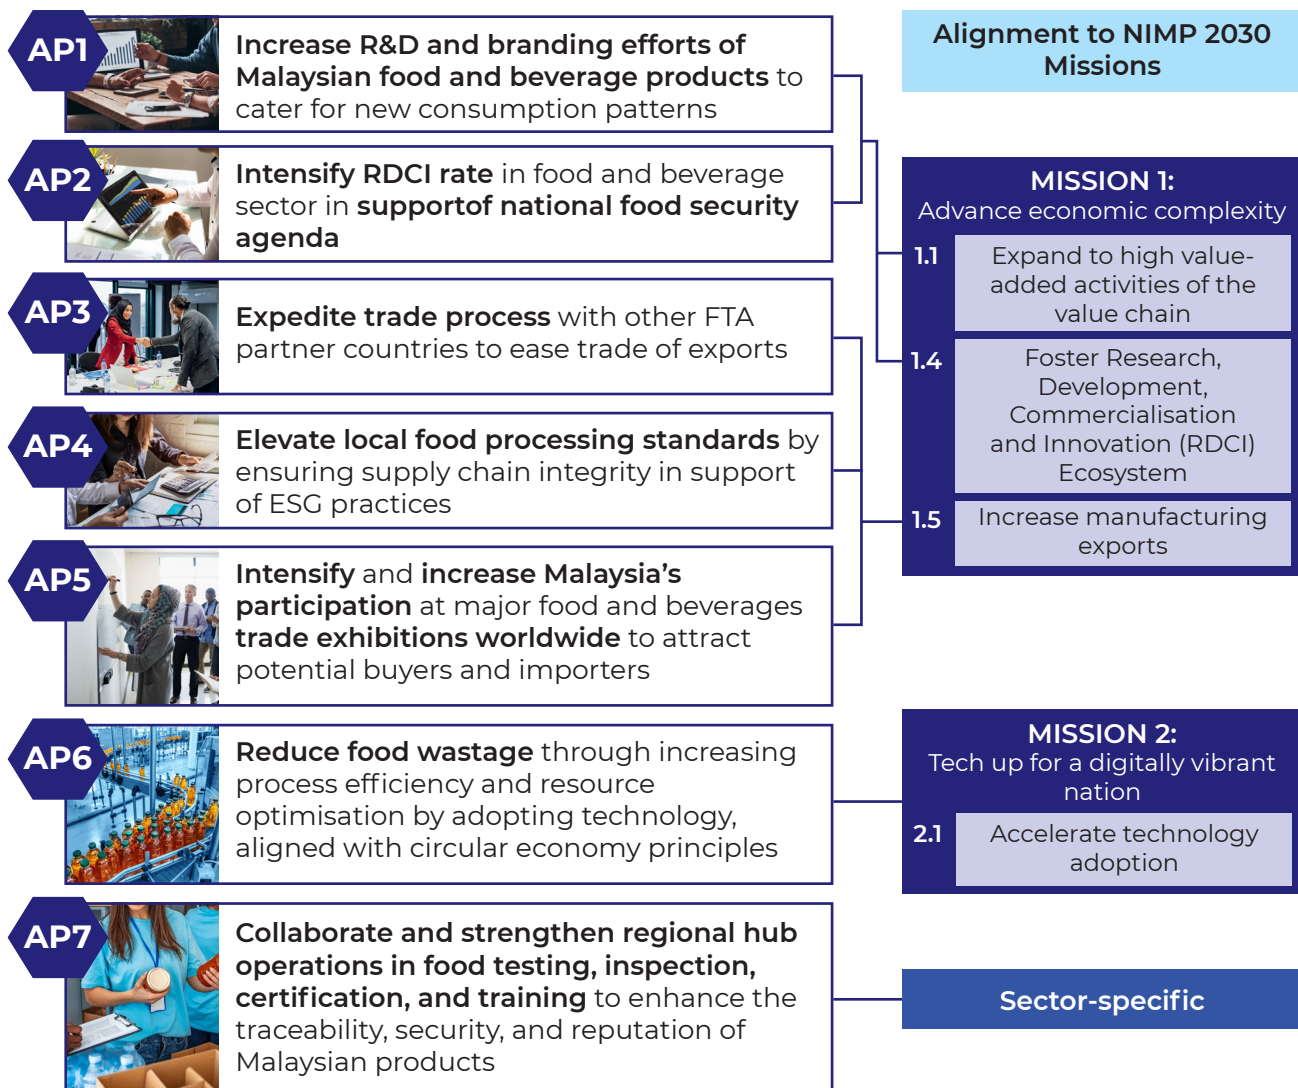 AP1
Increase R&D and branding efforts of
Malaysian food and beverage products to
cater for new consumption patterns
AP2
Intensify RDCI rate in food and beverage
sector in supportof national food security
agenda
AP3
Expedite trade process with other FTA
partner countries to ease trade of exports
AP4
Elevate local food processing standards by
ensuring supply chain integrity in support
of ESG practices
AP5
Intensify and increase Malaysia’s
participation at major food and beverages
trade exhibitions worldwide to attract
potential buyers and importers
AP6
Reduce food wastage through increasing
process efficiency and resource
optimisation by adopting technology,
aligned with circular economy principles
AP7
Collaborate and strengthen regional hub
operations in food testing, inspection,
certification, and training to enhance the
traceability, security, and reputation of
Malaysian products
Alignment to NIMP 2030
Missions
MISSION 1:
Advance economic complexity
1.1
Expand to high value-
added activities of the
value chain
1.4
Foster Research,
Development,
Commercialisation
and Innovation (RDCI)
Ecosystem
1.5
Increase manufacturing
exports
MISSION 2:
Tech up for a digitally vibrant
nation
2.1
Accelerate technology
adoption
Sector-specific